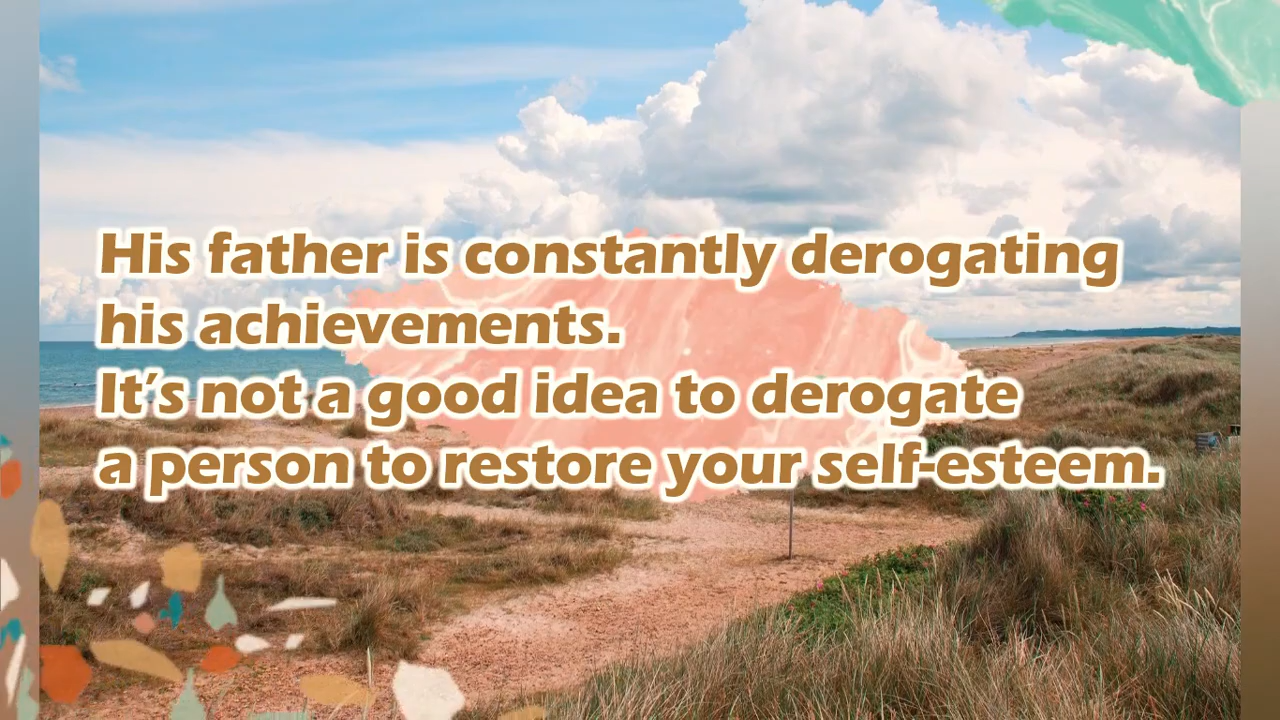 His father is constantly derogating
his achievements.
It's not a good idea to derogate
a person to restore your self-esteem.